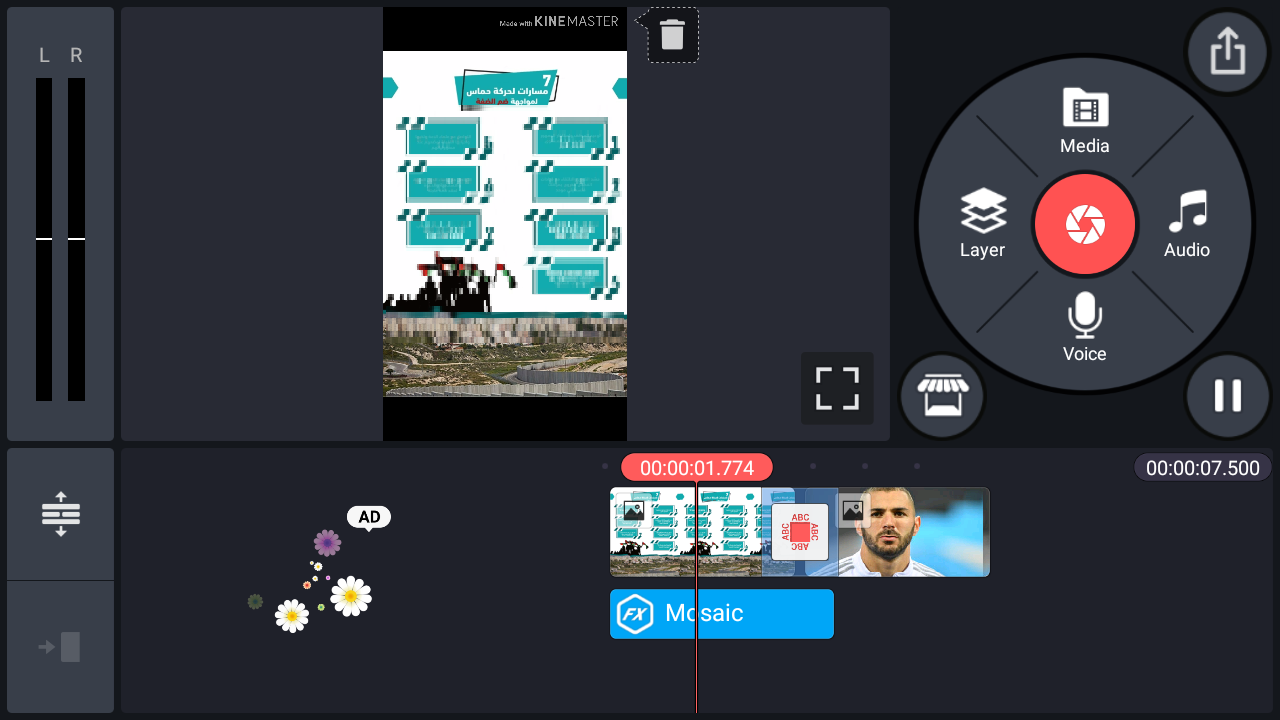 L R
Made with KINEMASTER
7
مسارات لحركة حماس
لمواجهة ضم الضفة
Media
Layer
Audio
Voice
00:00:01.774
00:00:07.500
AD
ABC
ABC
ABC
ABC
FX Mosaic